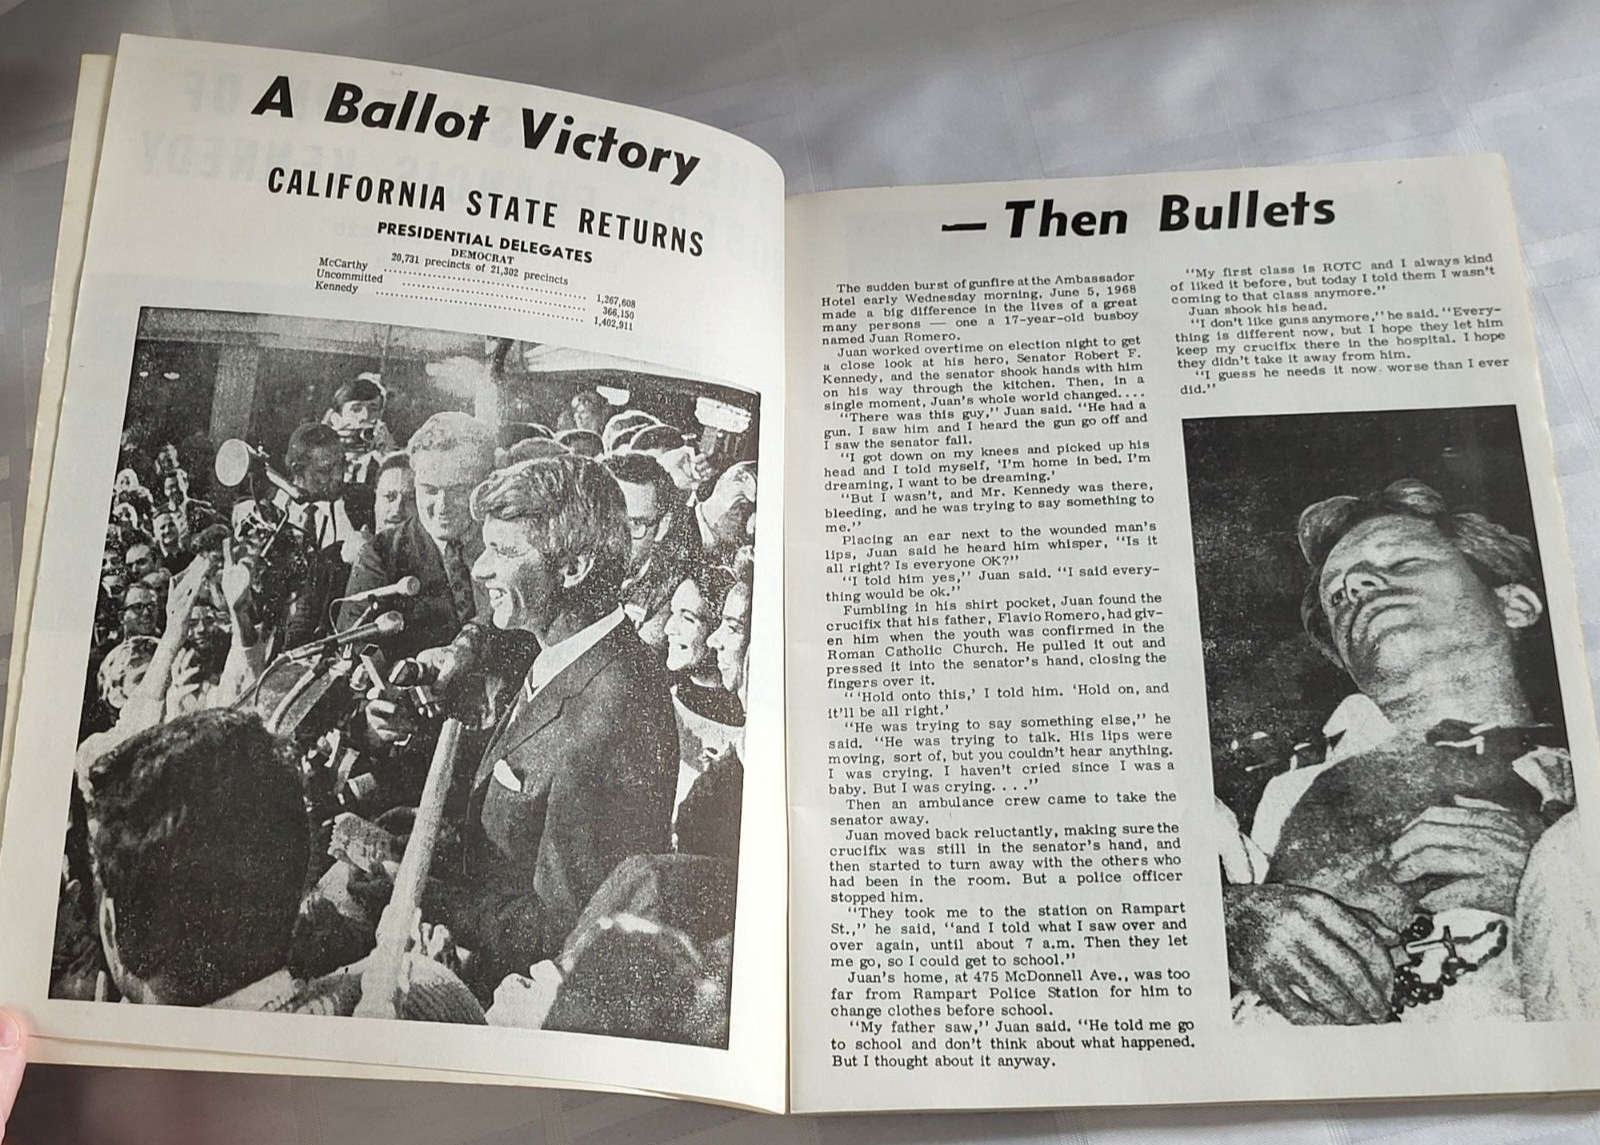 A Ballot Victory
CALIFORNIA STATE RETURNS
PRESIDENTIAL DELEGATES
DEMOCRAT
20,731 precincts of 21,302 precincts
McCarthy .............................. 1,267,608
Uncommitted .............................. 366,150
Kennedy .............................. 1,402,911
— Then Bullets
The sudden burst of gunfire at the Ambassador
Hotel early Wednesday morning, June 5, 1968
made a big difference in the lives of a great
many persons — one a 17-year-old busboy
named Juan Romero.
Juan worked overtime on election night to get
a close look at his hero, Senator Robert F.
Kennedy, and the senator shook hands with him
on his way through the kitchen. Then, in a
single moment, Juan's whole world changed....
"There was this guy," Juan said. "He had a
gun. I saw him and I heard the gun go off and
I saw the senator fall.
"I got down on my knees and picked up his
head and I told myself, 'I'm home in bed. I'm
dreaming, I want to be dreaming.'
"But I wasn't, and Mr. Kennedy was there,
bleeding, and he was trying to say something to
me."
Placing an ear next to the wounded man's
lips, Juan said he heard him whisper, "Is it
all right? Is everyone OK?"
"I told him yes," Juan said. "I said every-
thing would be ok."
Fumbling in his shirt pocket, Juan found the
crucifix that his father, Flavio Romero, had giv-
en him when the youth was confirmed in the
Roman Catholic Church. He pulled it out and
pressed it into the senator's hand, closing the
fingers over it.
"'Hold onto this,' I told him. 'Hold on, and
it'll be all right.'
"He was trying to say something else," he
said. "He was trying to talk. His lips were
moving, sort of, but you couldn't hear anything.
I was crying. I haven't cried since I was a
baby. But I was crying. . . ."
Then an ambulance crew came to take the
senator away.
Juan moved back reluctantly, making sure the
crucifix was still in the senator's hand, and
then started to turn away with the others who
had been in the room. But a police officer
stopped him.
"They took me to the station on Rampart
St.," he said, "and I told what I saw over and
over again, until about 7 a.m. Then they let
me go, so I could get to school."
Juan's home, at 475 McDonnell Ave., was too
far from Rampart Police Station for him to
change clothes before school.
"My father saw," Juan said. "He told me go
to school and don't think about what happened.
But I thought about it anyway.
"My first class is ROTC and I always kind
of liked it before, but today I told them I wasn't
coming to that class anymore."
Juan shook his head.
"I don't like guns anymore," he said. "Every-
thing is different now, but I hope they let him
keep my crucifix there in the hospital. I hope
they didn't take it away from him.
"I guess he needs it now worse than I ever
did."